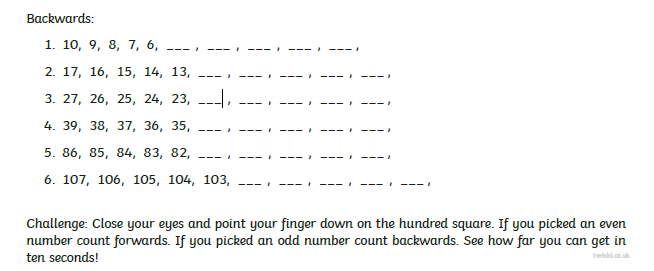 Backwards:
1. 10, 9, 8, 7, 6, ___ , ___ , ___ , ___ , ___ ,
2. 17, 16, 15, 14, 13, ___ , ___ , ___ , ___ , ___ ,
3. 27, 26, 25, 24, 23, ___ , ___ , ___ , ___ , ___ ,
4. 39, 38, 37, 36, 35, ___ , ___ , ___ , ___ , ___ ,
5. 86, 85, 84, 83, 82, ___ , ___ , ___ , ___ , ___ ,
6. 107, 106, 105, 104, 103, ___ , ___ , ___ , ___ , ___ ,
Challenge: Close your eyes and point your finger down on the hundred square. If you picked an even
number count forwards. If you picked an odd number count backwards. See how far you can get in
ten seconds!
twinkl.co.uk